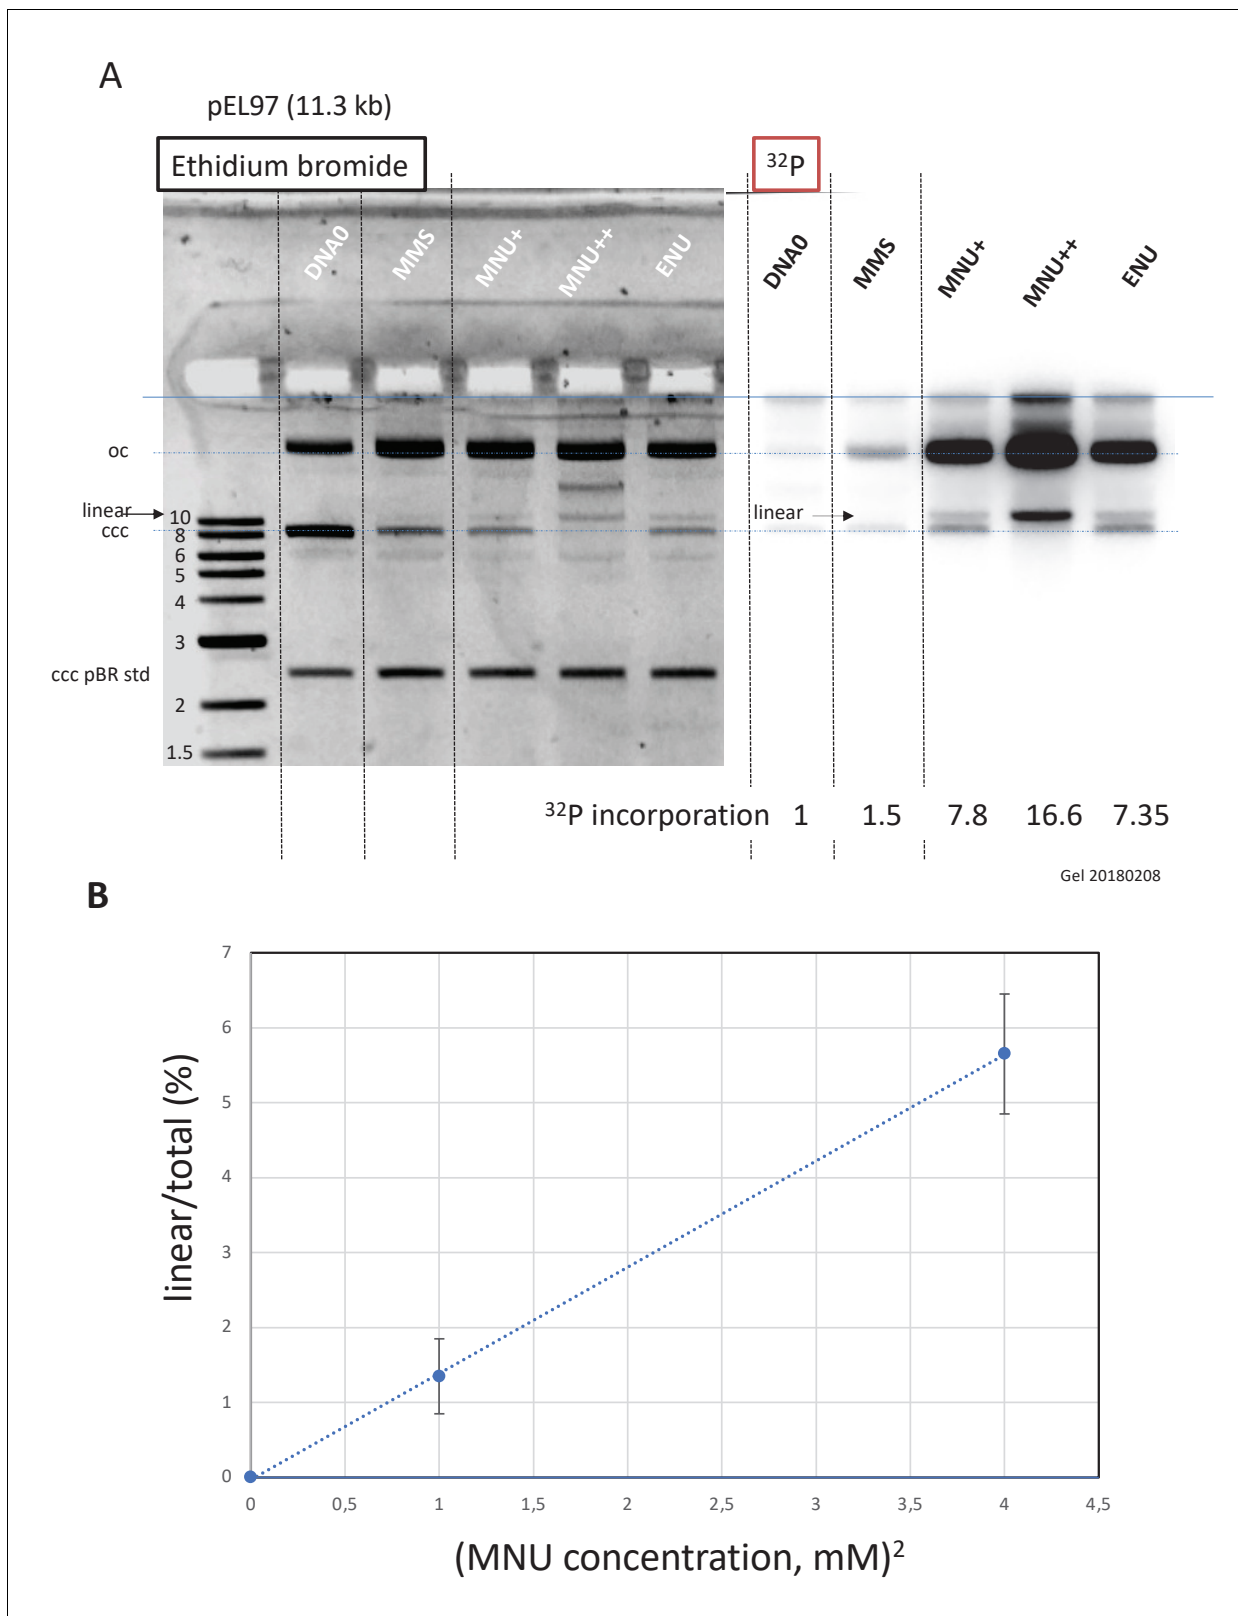 A
pEL97 (11.3 kb)
Ethidium bromide
32P
DNA0
MMS
MNU+
MNU++
ENU
DNA0
MMS
MNU+
MNU++
ENU
oc
linear
ccc
10
8
6
5
4
3
ccc pBR std
2
1.5
linear
32P incorporation 1 1.5 7.8 16.6 7.35
Gel 20180208
B
linear/total (%)
7
6
5
4
3
2
1
0
0 0,5 1 1,5 2 2,5 3 3,5 4 4,5
(MNU concentration, mM)2